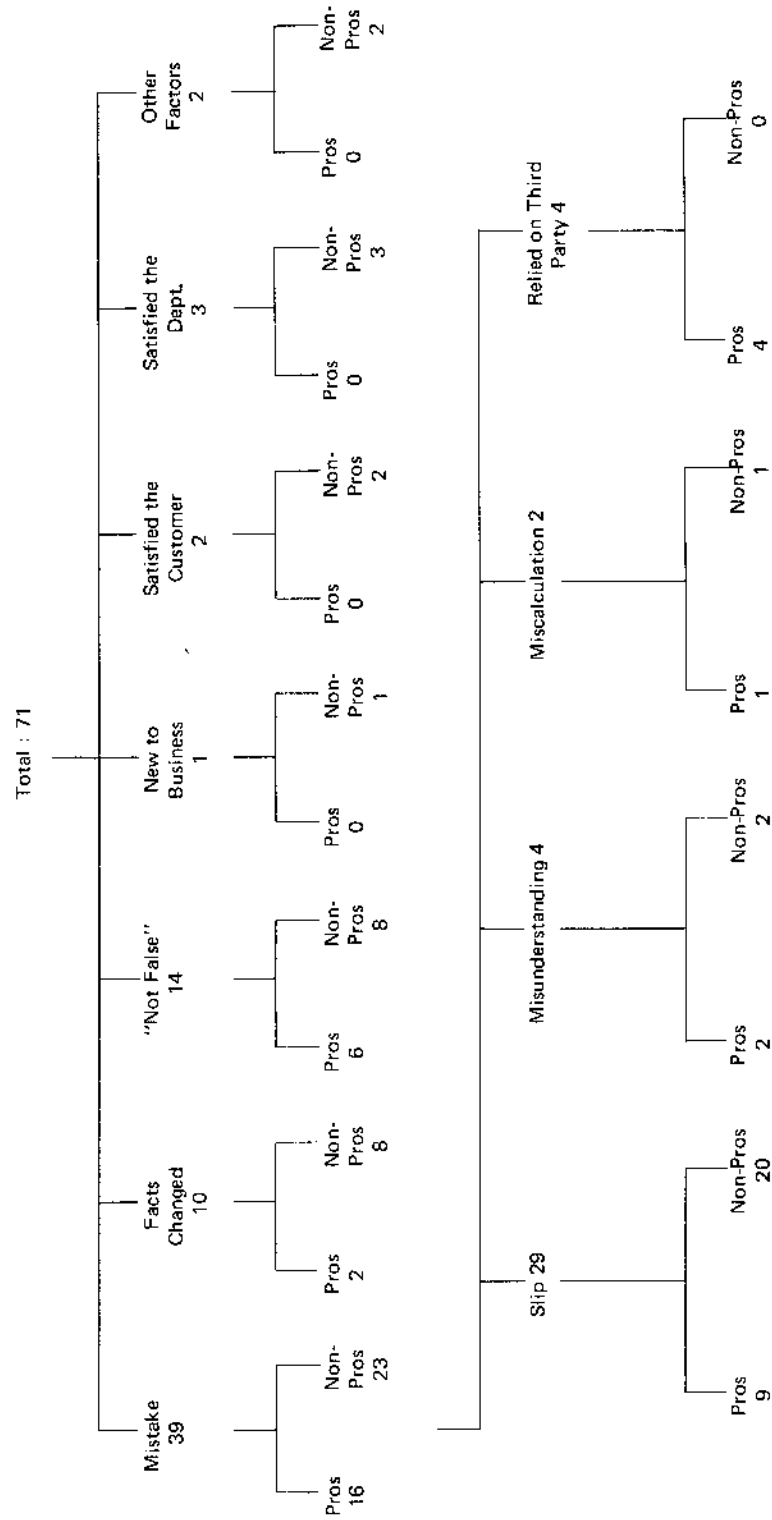 Total : 71
Mistake
39
Facts
Changed
10
"Not False"
14
New to
Business
1
Satisfied the
Customer
2
Satisfied the
Dept.
3
Other
Factors
2
Pros
16
Non-
Pros 23
Pros
2
Non-
Pros 8
Pros
6
Non-
Pros 8
Pros
0
Non-
Pros 1
Pros
0
Non-
Pros 2
Pros
0
Non-
Pros 3
Pros
0
Non-
Pros 2
Slip 29
Misunderstanding 4
Miscalculation 2
Relied on Third
Party 4
Pros
9
Non-Pros
20
Pros
2
Non-Pros
2
Pros
1
Non-Pros
1
Pros
4
Non-Pros
0